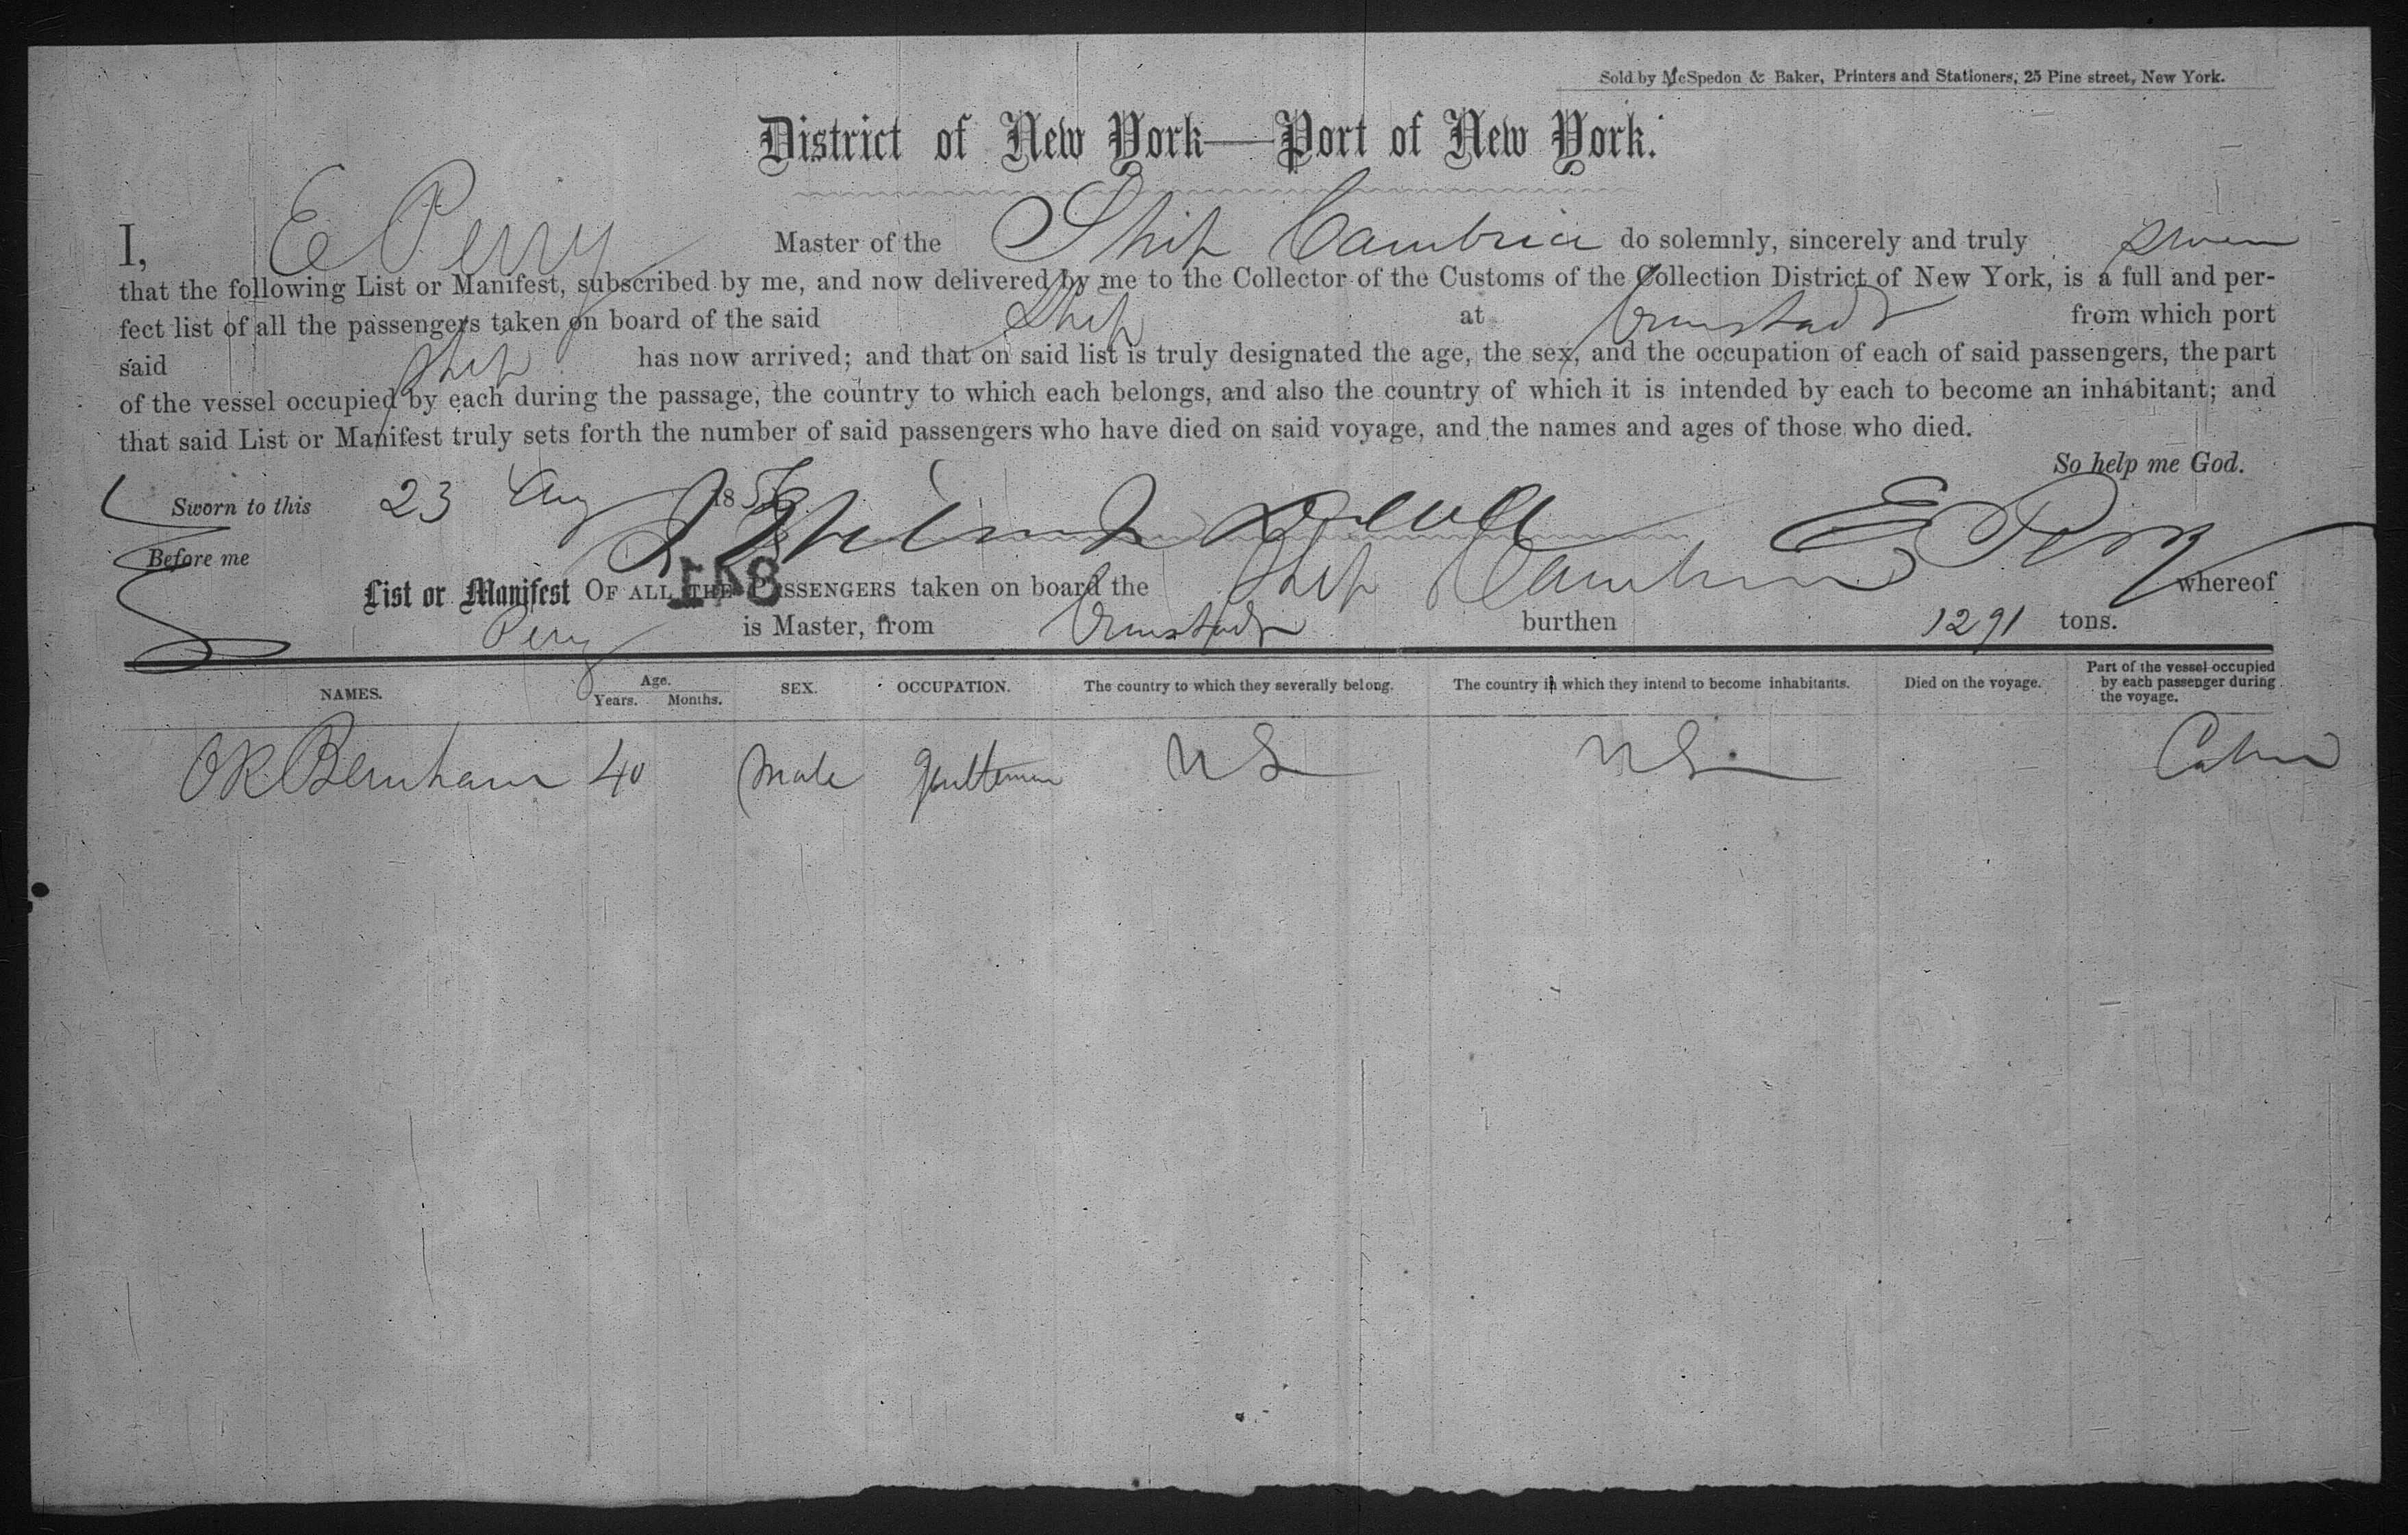 Sold by McSpedon & Baker, Printers and Stationers, 25 Pine street, New York.
District of New York—Port of New York.
I, E Perry Master of the Ship Cambria do solemnly, sincerely and truly swear
that the following List or Manifest, subscribed by me, and now delivered by me to the Collector of the Customs of the Collection District of New York, is a full and per-
fect list of all the passengers taken on board of the said Ship at from which port
said Ship has now arrived; and that on said list is truly designated the age, the sex, and the occupation of each of said passengers, the part
of the vessel occupied by each during the passage, the country to which each belongs, and also the country of which it is intended by each to become an inhabitant; and
that said List or Manifest truly sets forth the number of said passengers who have died on said voyage, and the names and ages of those who died.
So help me God.
Sworn to this 23 Aug 185
E Perry
Before me
List or Manifest OF ALL THE PASSENGERS taken on board the Ship Cambria whereof
841
Perry is Master, from burthen 1291 tons.
NAMES. Age. Years. Months. SEX. OCCUPATION. The country to which they severally belong. The country in which they intend to become inhabitants. Died on the voyage. Part of the vessel occupied by each passenger during the voyage.
OR Bernham 40 Male Gentleman US US Cabin